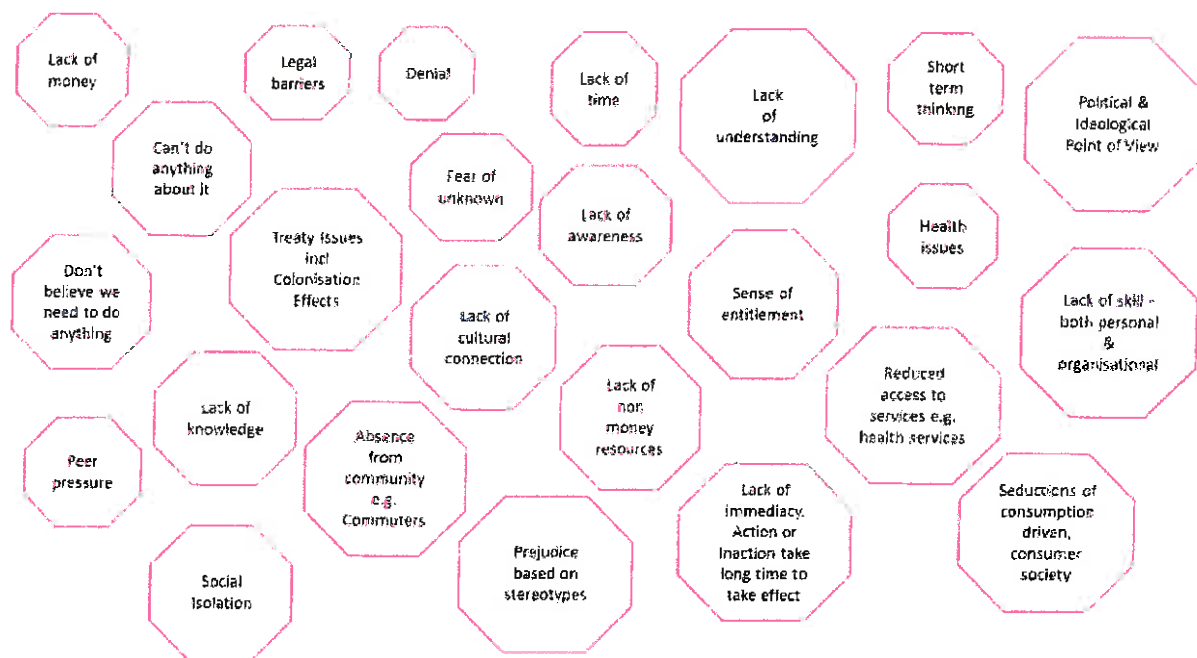 Lack of
money
Legal
barriers
Denial
Lack of
time
Lack
of
understanding
Short
term
thinking
Political &
Ideological
Point of View
Can't do
anything
about it
Fear of
unknown
Lack of
awareness
Health
issues
Treaty issues
incl
Colonisation
Effects
Don't
believe we
need to do
anything
Lack of
cultural
connection
Sense of
entitlement
Lack of skill -
both personal
&
organisational
Lack of
knowledge
Lack of
non
money
resources
Reduced
access to
services e.g.
health services
Peer
pressure
Absence
from
community
e.g.
Commuters
Lack of
immediacy.
Action or
Inaction take
long time to
take effect
Seductions of
consumption
driven,
consumer
society
Social
Isolation
Prejudice
based on
stereotypes